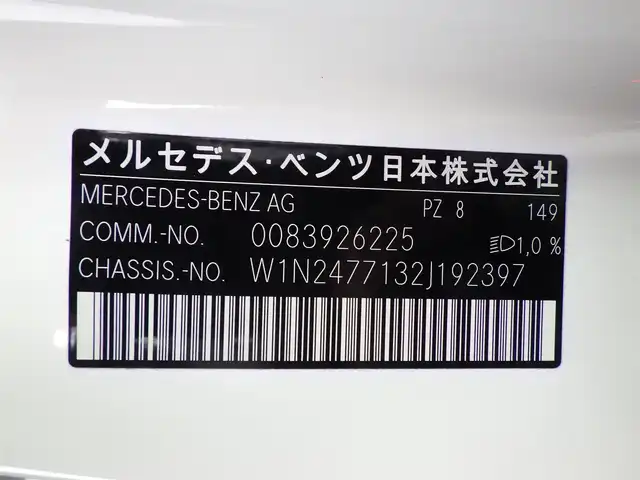 メルセデス・ベンツ日本株式会社
MERCEDES-BENZ AG PZ 8 149
COMM.-NO. 0083926225 1,0 %
CHASSIS.-NO. W1N2477132J192397